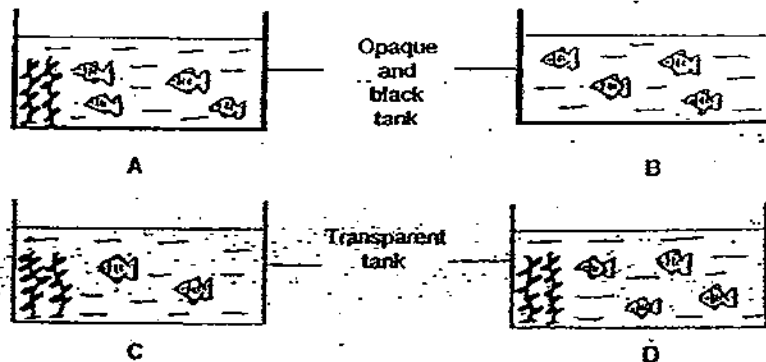 Opaque
and
black
tank
A
B
Transparent
tank
C
D